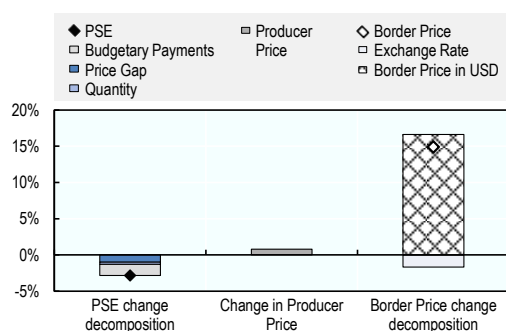 PSE
Budgetary Payments
Price Gap
Quantity
Producer
Price
Border Price
Exchange Rate
Border Price in USD
20%
15%
10%
5%
0%
-5%
PSE change
decomposition
Change in Producer
Price
Border Price change
decomposition